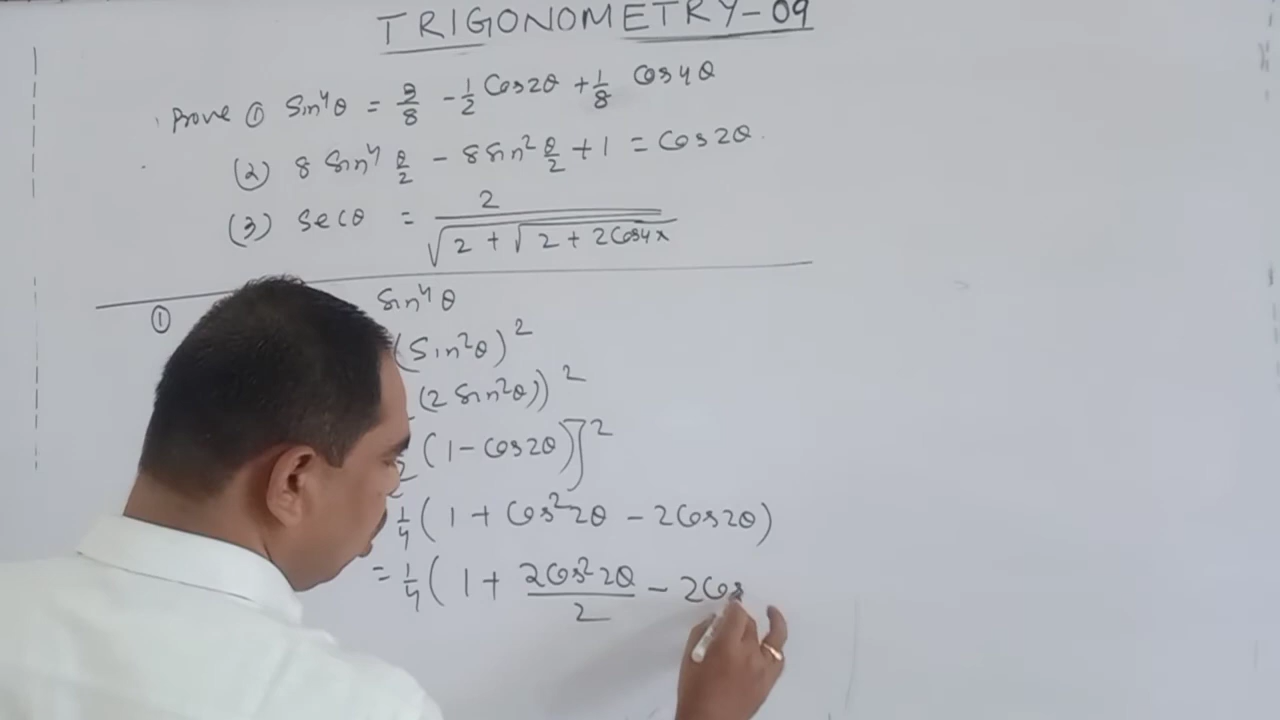 TRIGONOMETRY-09
Prove ① Sin⁴θ = 3/8 - 1/2 Cos2θ + 1/8 Cos4θ
(2) 8 Sin⁴ θ/2 - 8 Sin² θ/2 + 1 = Cos2θ.
(3) Secθ = 2/√(2 + √(2 + 2Cos4x))
① Sin⁴θ
(Sin²θ)²
(2 Sin²θ))²
(1 - Cos2θ)]²
1/4 (1 + Cos²2θ - 2Cos2θ)
= 1/4 (1 + 2Cos²2θ/2 - 2Cos